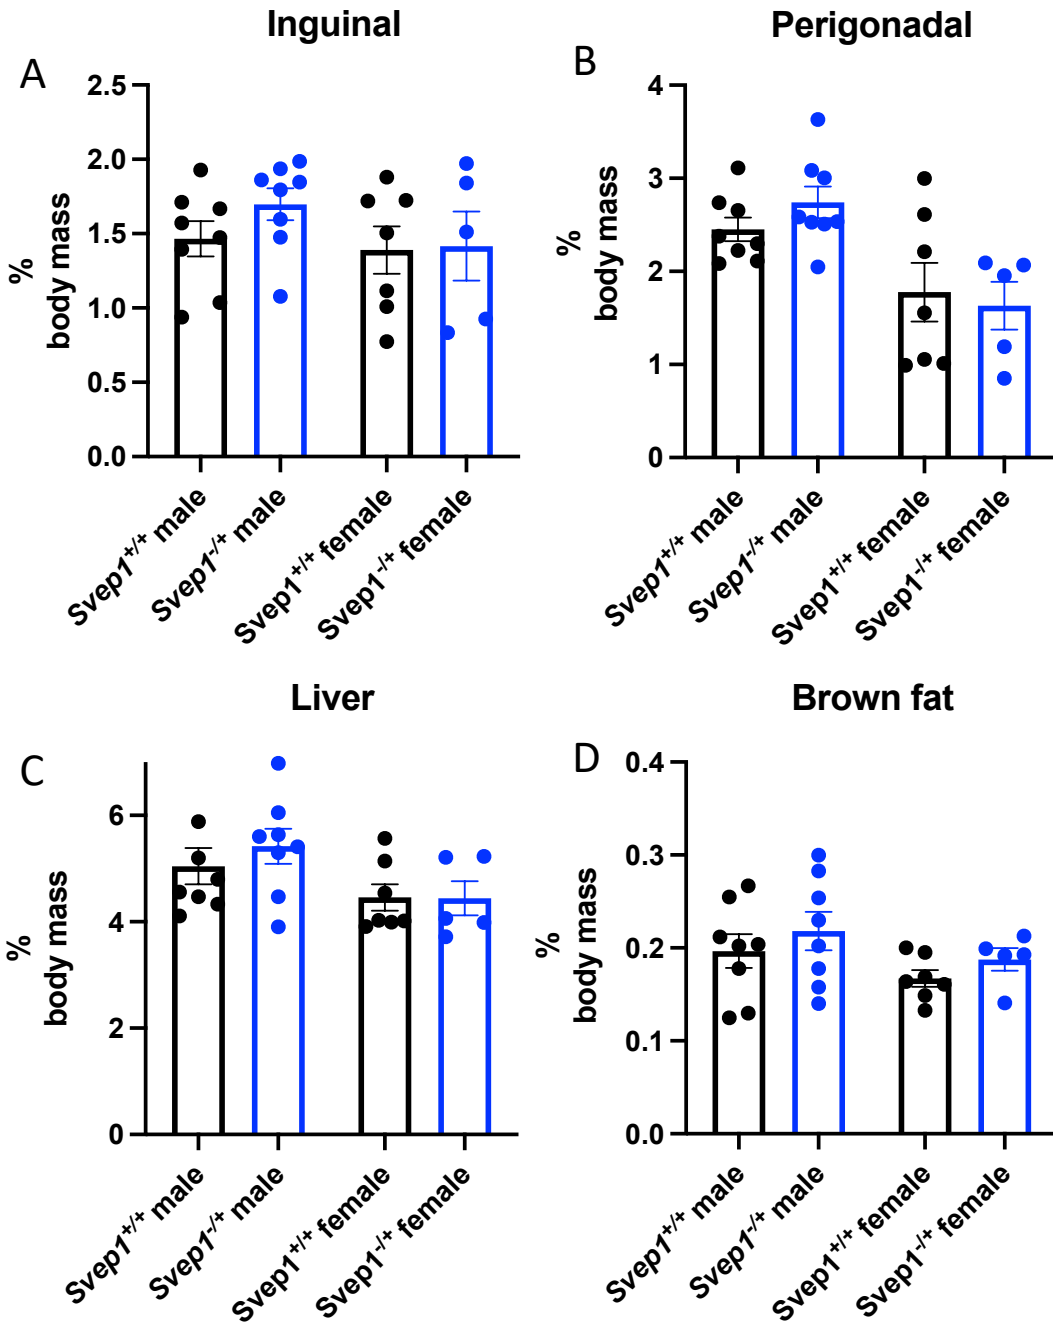 Inguinal
A
2.5
2.0
1.5
1.0
0.5
0.0
%
body mass
Svep1+/+ male
Svep1-/+ male
Svep1+/+ female
Svep1-/+ female
Perigonadal
B
4
3
2
1
0
%
body mass
Svep1+/+ male
Svep1-/+ male
Svep1+/+ female
Svep1-/+ female
Liver
C
6
4
2
0
%
body mass
Svep1+/+ male
Svep1-/+ male
Svep1+/+ female
Svep1-/+ female
Brown fat
D
0.4
0.3
0.2
0.1
0.0
%
body mass
Svep1+/+ male
Svep1-/+ male
Svep1+/+ female
Svep1-/+ female